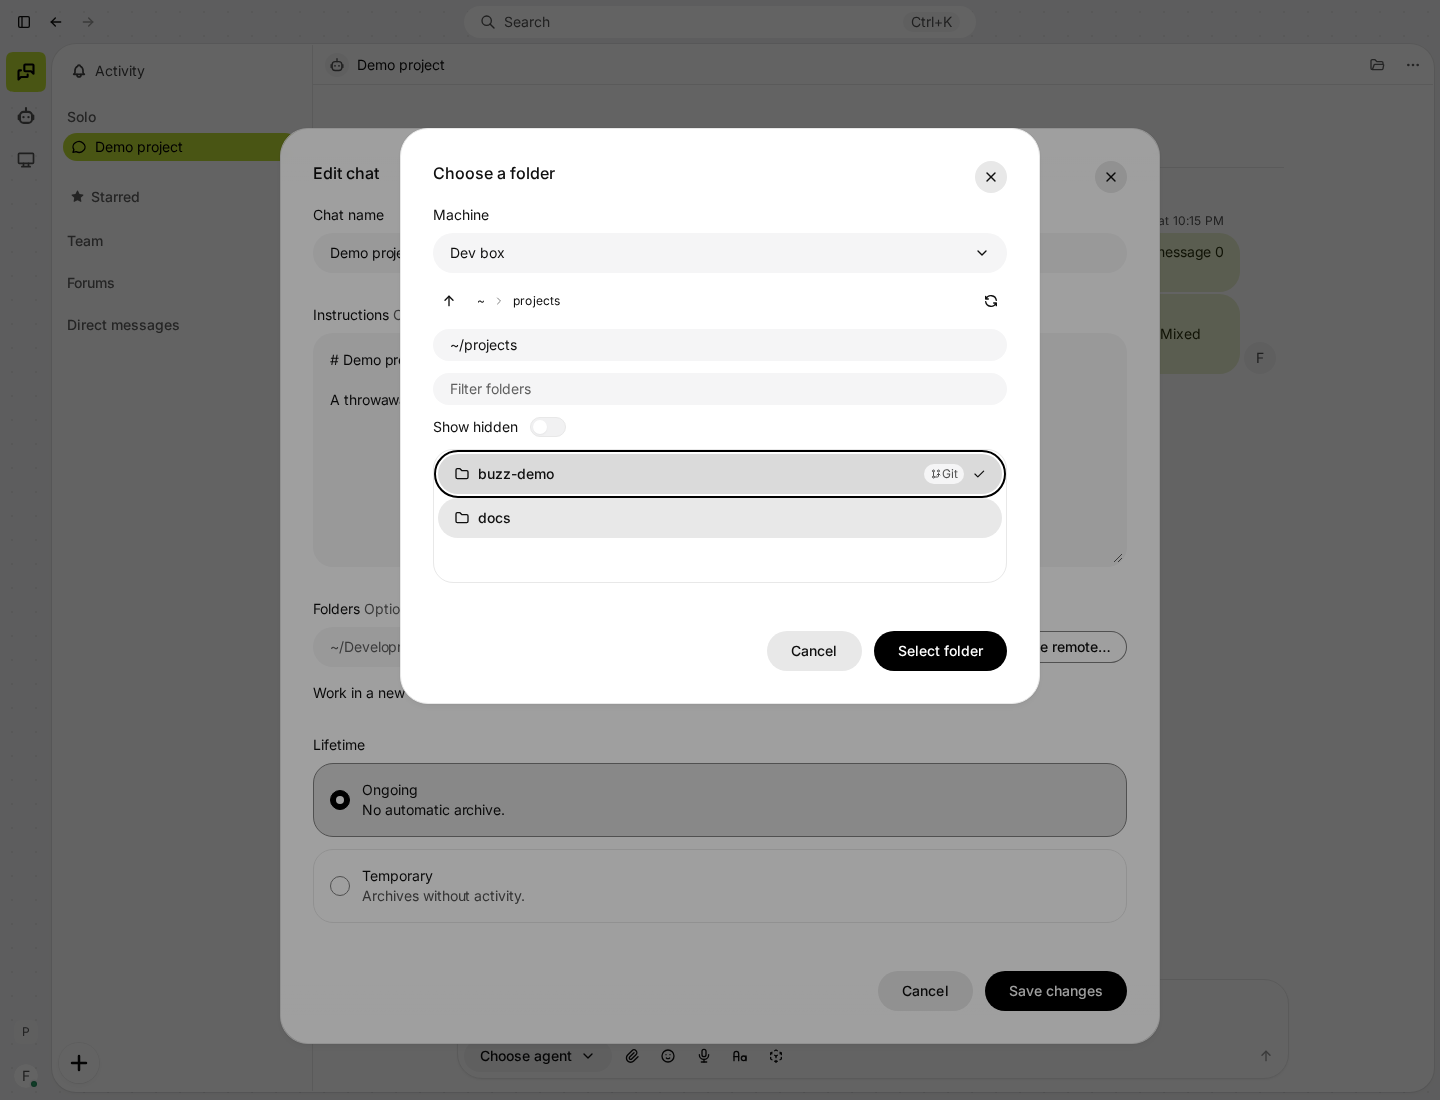 Search
Ctrl+K
Activity
Demo project
Solo
Demo project
Starred
Team
Forums
Direct messages
at 10:15 PM
message 0
Mixed
F
Edit chat
Chat name
Demo proje
Instructions
# Demo pro
A throwaw
Folders Optio
~/Develop
e remote...
Work in a new
Lifetime
Ongoing
No automatic archive.
Temporary
Archives without activity.
Cancel
Save changes
Choose a folder
Machine
Dev box
~ projects
~/projects
Filter folders
Show hidden
buzz-demo
Git
docs
Cancel
Select folder
Choose agent
Aa
P
F